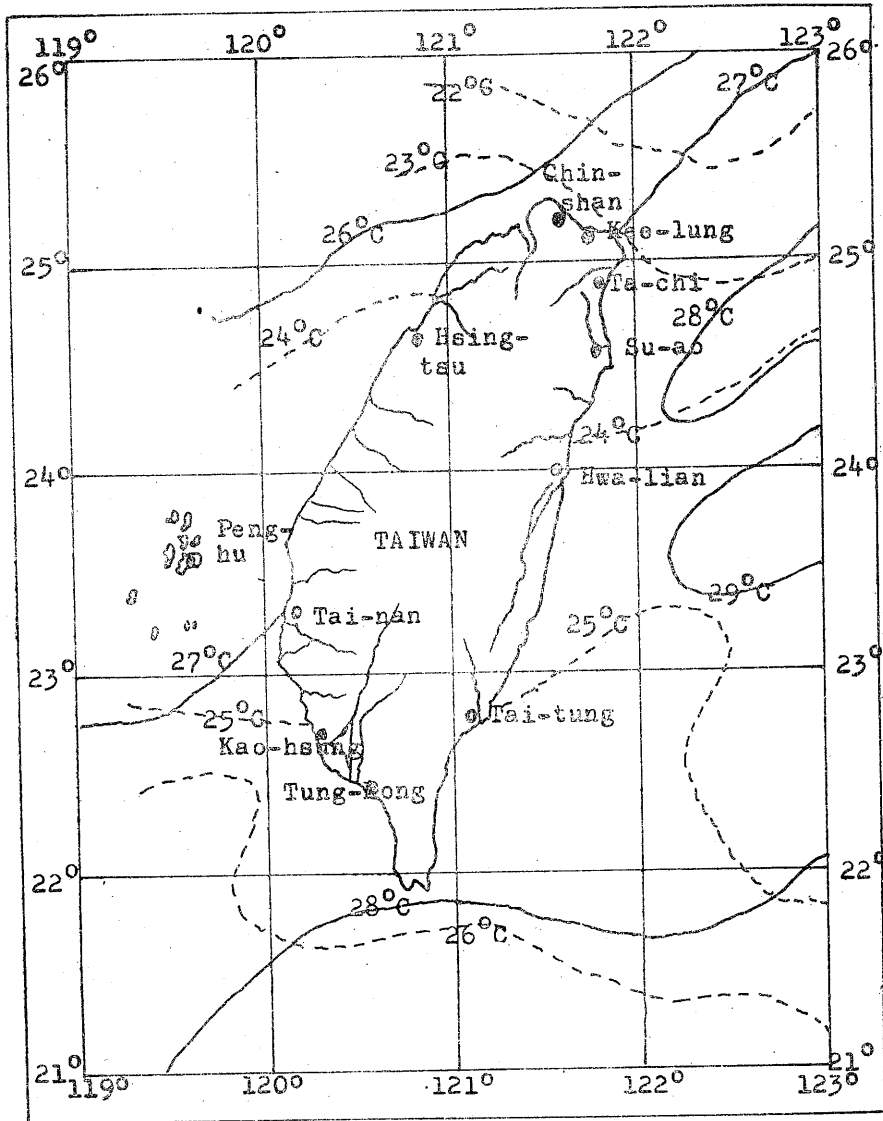 119° 120° 121° 122° 123°
26° 26°
27°C
22°C
23°C
Chin-
shan
26°C
Kee-lung
25° 25°
Ta-chi
28°C
24°C
Hsing-
tsu
Su-ao
24°C
24° 24°
Hwa-lian
Peng-
hu
TAIWAN
29°C
Tai-nan
25°C
27°C
23° 23°
25°C
Tai-tung
Kao-hsung
Tung-Kong
22° 22°
28°C
26°C
21° 21°
119° 120° 121° 122° 123°